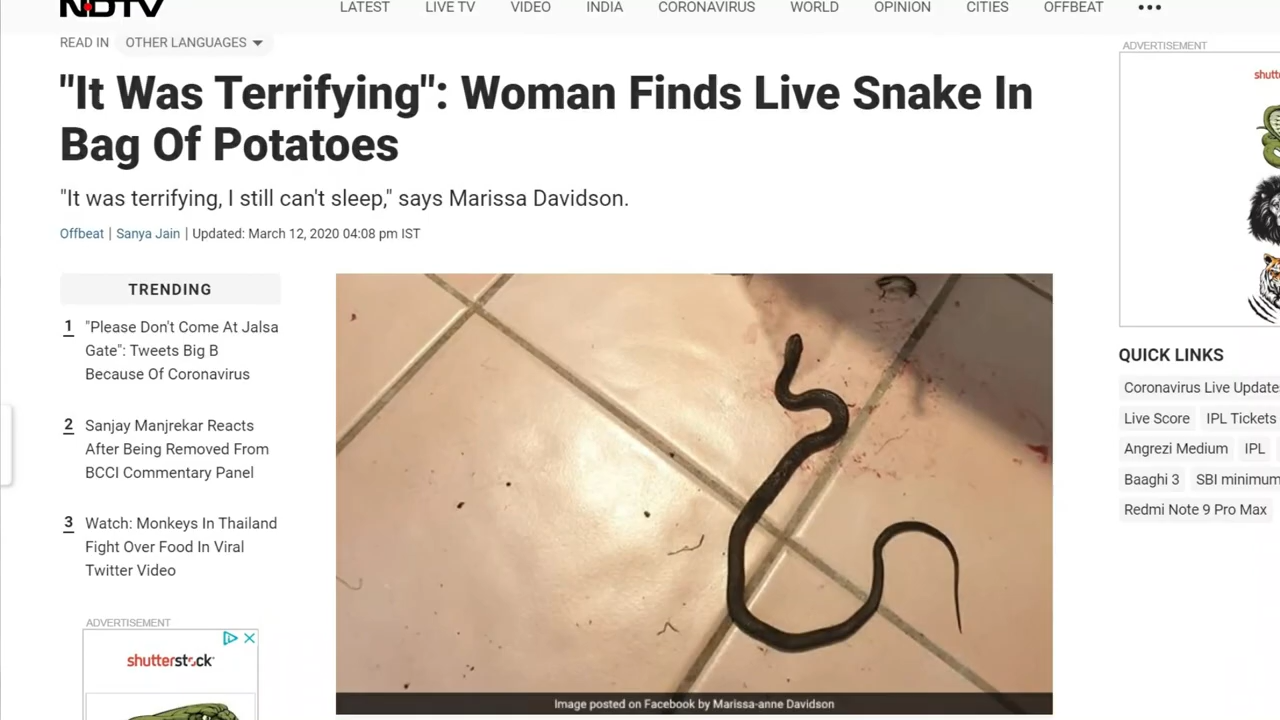 NDTV
LATEST LIVE TV VIDEO INDIA CORONAVIRUS WORLD OPINION CITIES OFFBEAT •••
READ IN OTHER LANGUAGES
"It Was Terrifying": Woman Finds Live Snake In
Bag Of Potatoes
"It was terrifying, I still can't sleep," says Marissa Davidson.
Offbeat | Sanya Jain | Updated: March 12, 2020 04:08 pm IST
TRENDING
1 "Please Don't Come At Jalsa
Gate": Tweets Big B
Because Of Coronavirus
2 Sanjay Manjrekar Reacts
After Being Removed From
BCCI Commentary Panel
3 Watch: Monkeys In Thailand
Fight Over Food In Viral
Twitter Video
ADVERTISEMENT
shutterstock
Image posted on Facebook by Marissa-anne Davidson
ADVERTISEMENT
shutte
QUICK LINKS
Coronavirus Live Update
Live Score IPL Tickets
Angrezi Medium IPL
Baaghi 3 SBI minimum
Redmi Note 9 Pro Max